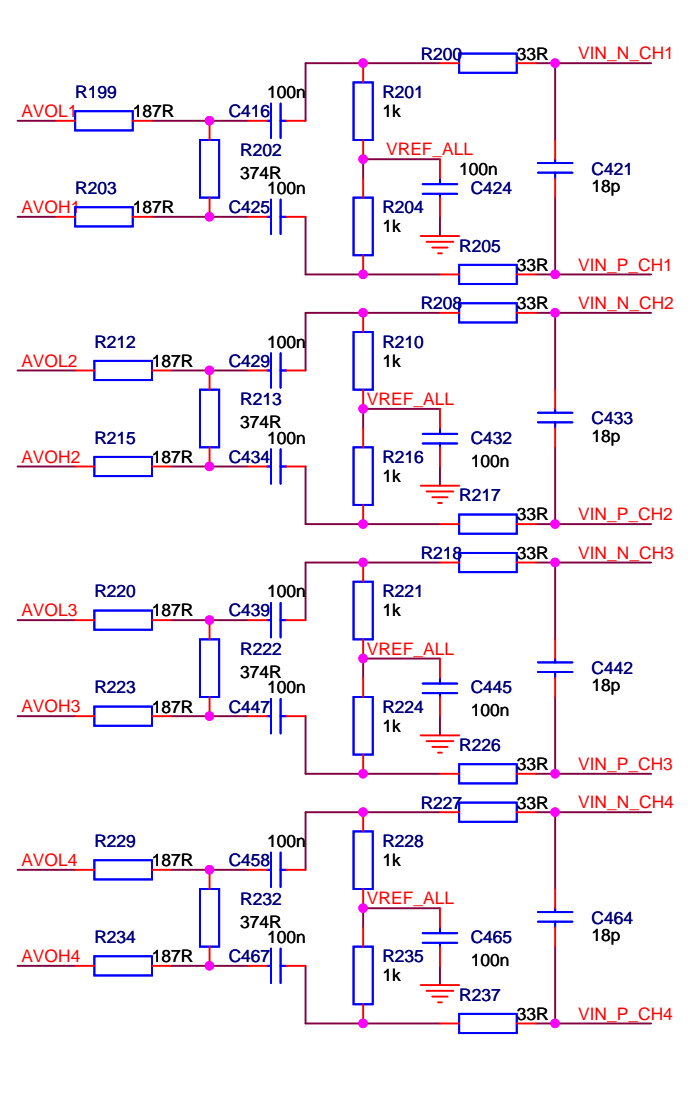 R200 33R VIN_N_CH1
R199 100n R201
AVOL1 187R C416 1k
R202 VREF_ALL
374R 100n C421
R203 100n C424 18p
AVOH1 187R C425 R204
1k
R205
33R VIN_P_CH1
R208 33R VIN_N_CH2
R212 100n R210
AVOL2 187R C429 1k
R213 VREF_ALL
374R C433
R215 100n C432 18p
AVOH2 187R C434 R216 100n
1k
R217
33R VIN_P_CH2
R218 33R VIN_N_CH3
R220 100n R221
AVOL3 187R C439 1k
R222 VREF_ALL
374R C442
R223 100n C445 18p
AVOH3 187R C447 R224 100n
1k
R226
33R VIN_P_CH3
R227 33R VIN_N_CH4
R229 100n R228
AVOL4 187R C458 1k
R232 VREF_ALL
374R C464
R234 100n C465 18p
AVOH4 187R C467 R235 100n
1k
R237
33R VIN_P_CH4